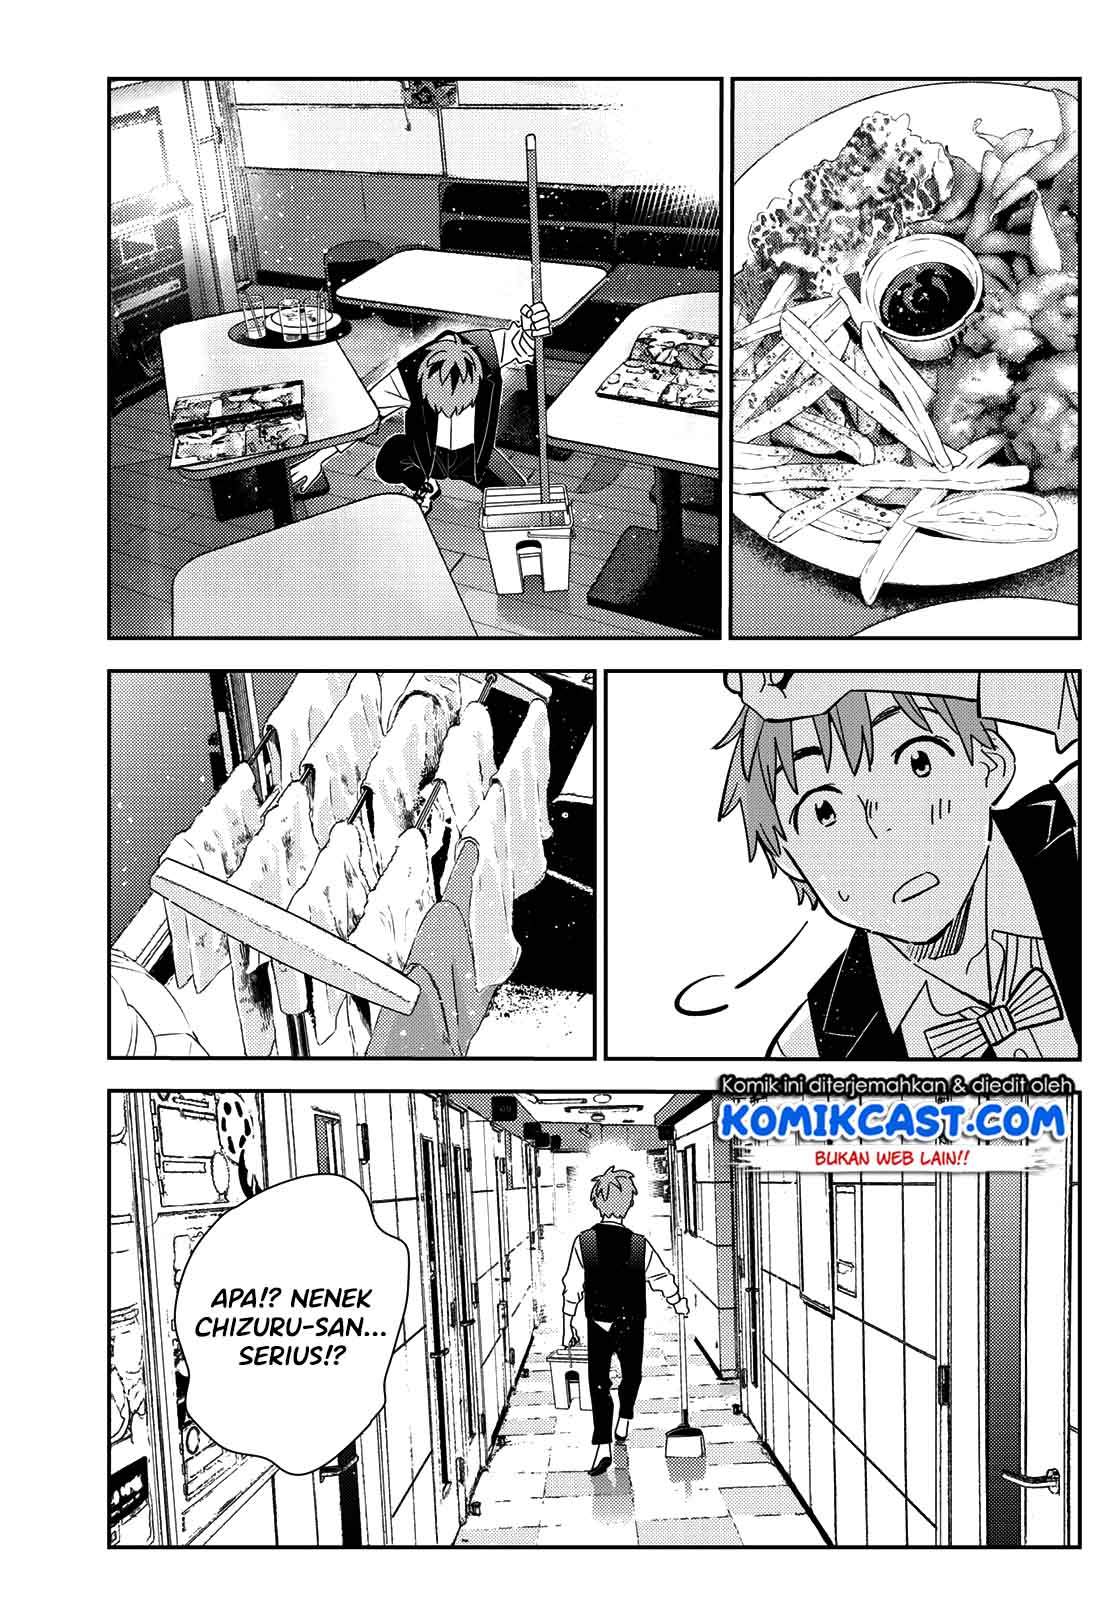 Komik ini diterjemahkan & diedit oleh
KOMIKCAST.COM
BUKAN WEB LAIN!!
APA!? NENEK
CHIZURU-SAN...
SERIUS!?